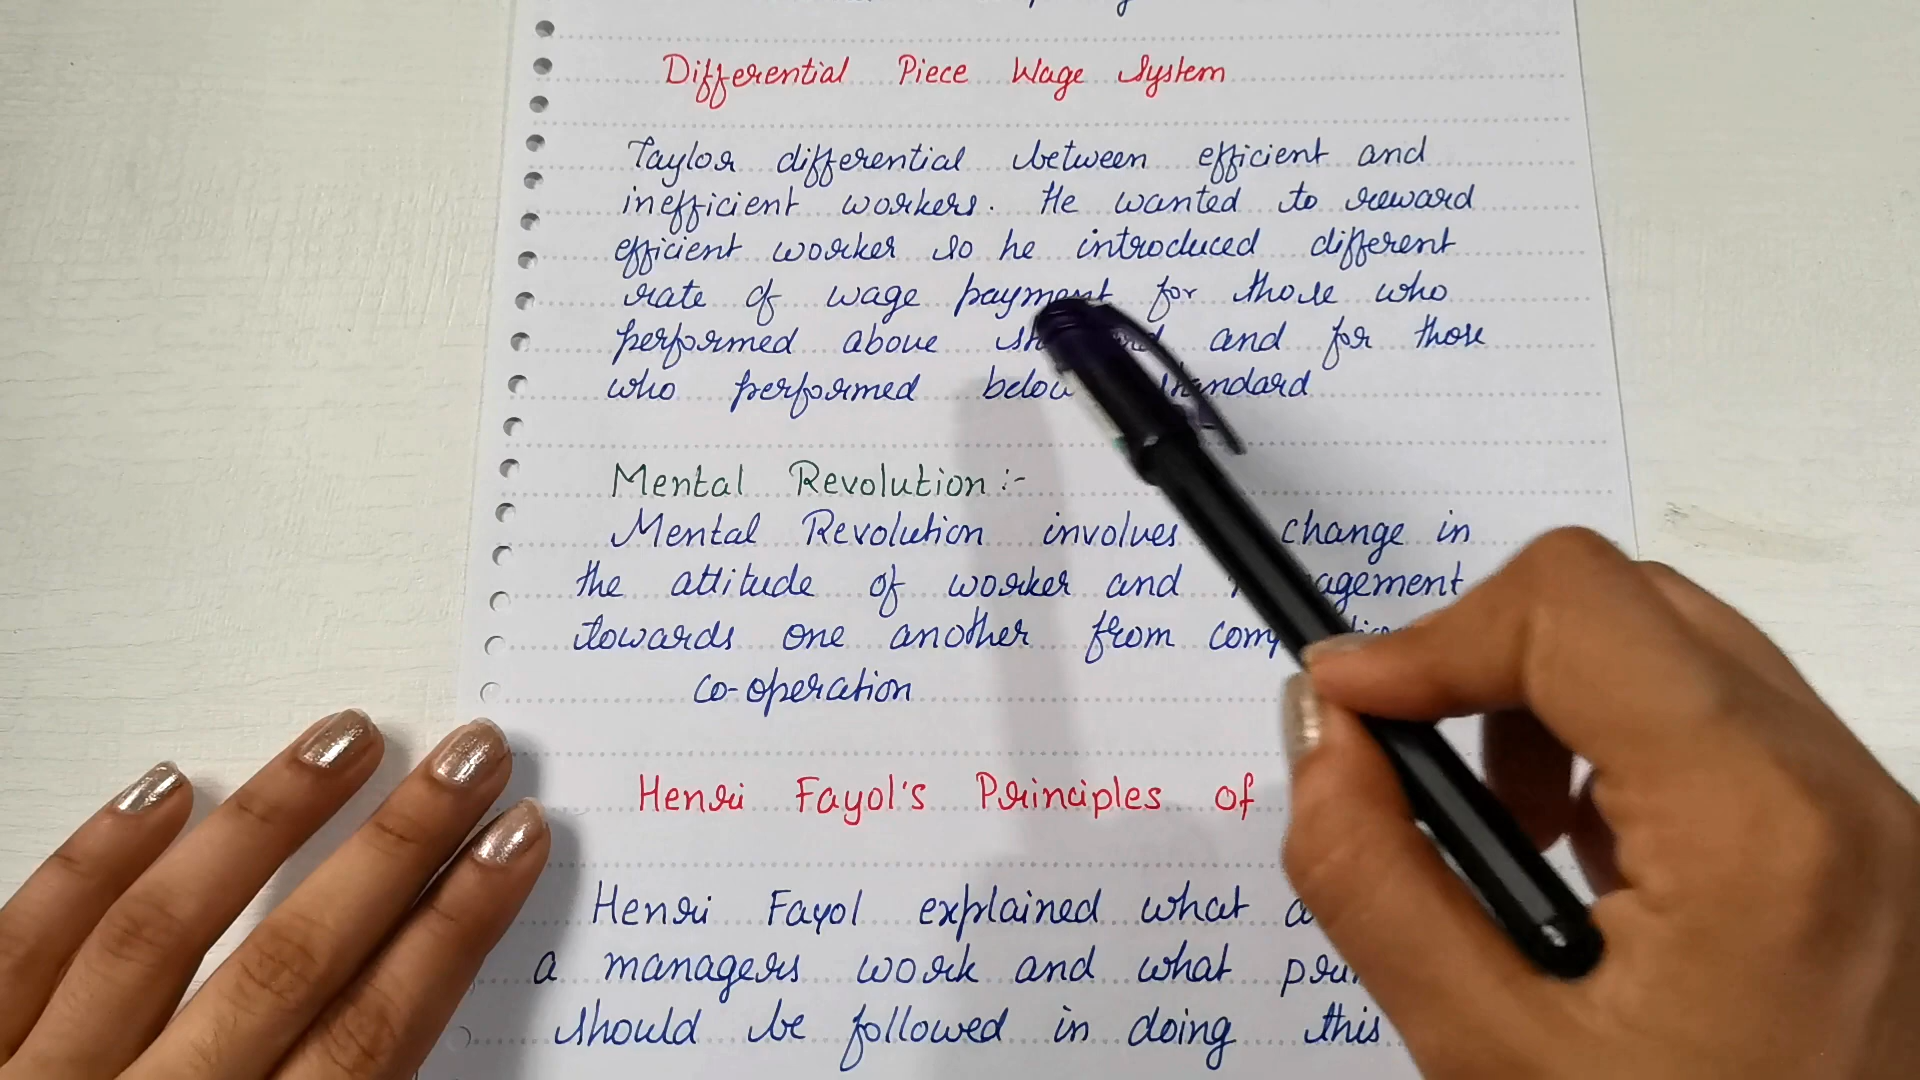 Differential Piece Wage System
Taylor differential between efficient and
inefficient workers. He wanted to reward
efficient worker so he introduced different
rate of wage payment for those who
performed above and for those
who performed standard
Mental Revolution :-
Mental Revolution involves change in
the attitude of worker and
towards one another from
co-operation
Henri Fayol's Principles of
Henri Fayol explained what
a managers work and what
should be followed in doing this